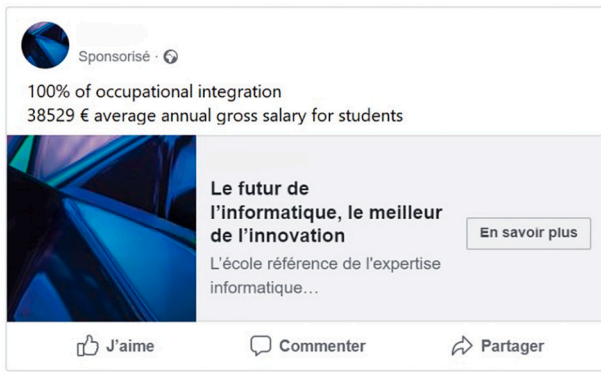 Sponsorisé ·
100% of occupational integration
38529 € average annual gross salary for students
Le futur de
l'informatique, le meilleur
de l'innovation
En savoir plus
L'école référence de l'expertise
informatique…
J'aime
Commenter
Partager